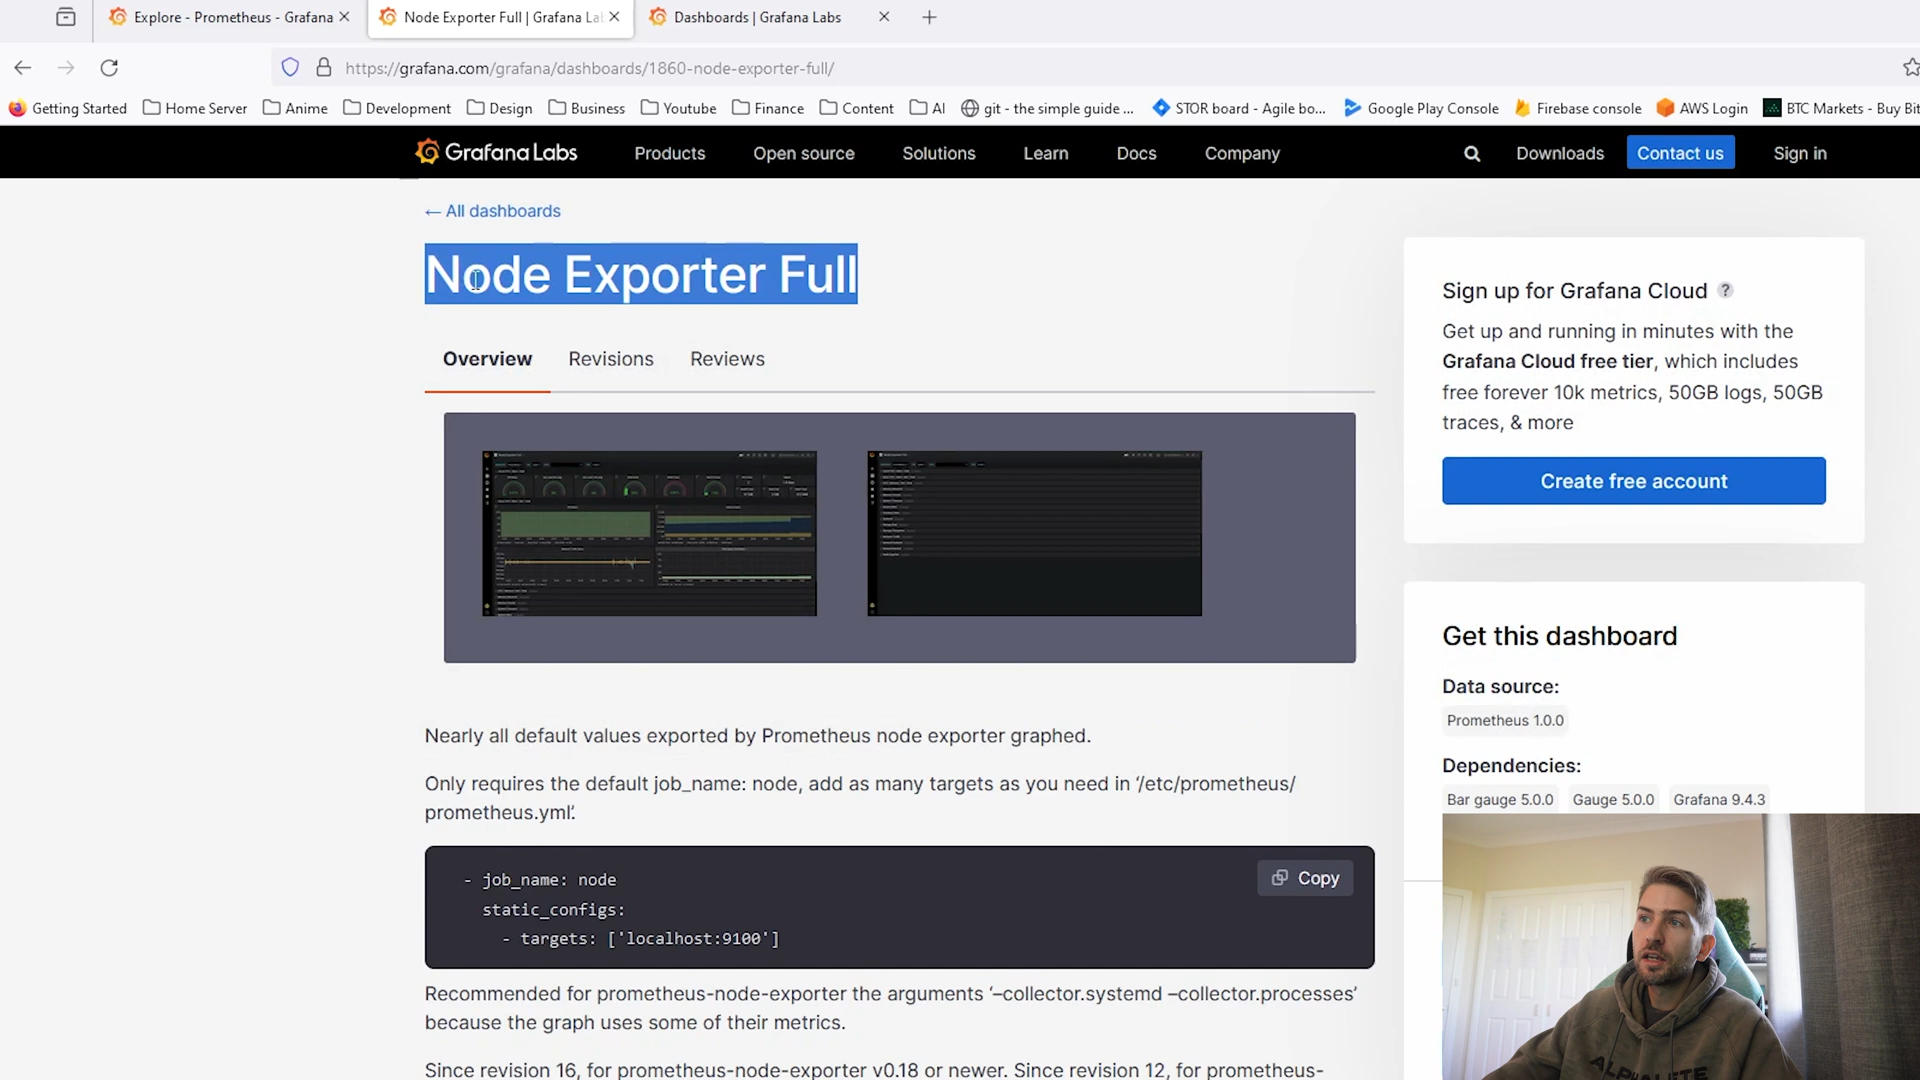 Explore - Prometheus - Grafana
Node Exporter Full | Grafana La
Dashboards | Grafana Labs
https://grafana.com/grafana/dashboards/1860-node-exporter-full/
Getting Started
Home Server
Anime
Development
Design
Business
Youtube
Finance
Content
AI
git - the simple guide ...
STOR board - Agile bo...
Google Play Console
Firebase console
AWS Login
BTC Markets - Buy Bit
Grafana Labs
Products
Open source
Solutions
Learn
Docs
Company
Downloads
Contact us
Sign in
← All dashboards
Node Exporter Full
Overview
Revisions
Reviews
Nearly all default values exported by Prometheus node exporter graphed.
Only requires the default job_name: node, add as many targets as you need in ‘/etc/prometheus/
prometheus.yml’.
- job_name: node
static_configs:
- targets: ['localhost:9100']
Copy
Recommended for prometheus-node-exporter the arguments ‘–collector.systemd –collector.processes’
because the graph uses some of their metrics.
Since revision 16, for prometheus-node-exporter v0.18 or newer. Since revision 12, for prometheus-
Sign up for Grafana Cloud ?
Get up and running in minutes with the
Grafana Cloud free tier, which includes
free forever 10k metrics, 50GB logs, 50GB
traces, & more
Create free account
Get this dashboard
Data source:
Prometheus 1.0.0
Dependencies:
Bar gauge 5.0.0
Gauge 5.0.0
Grafana 9.4.3